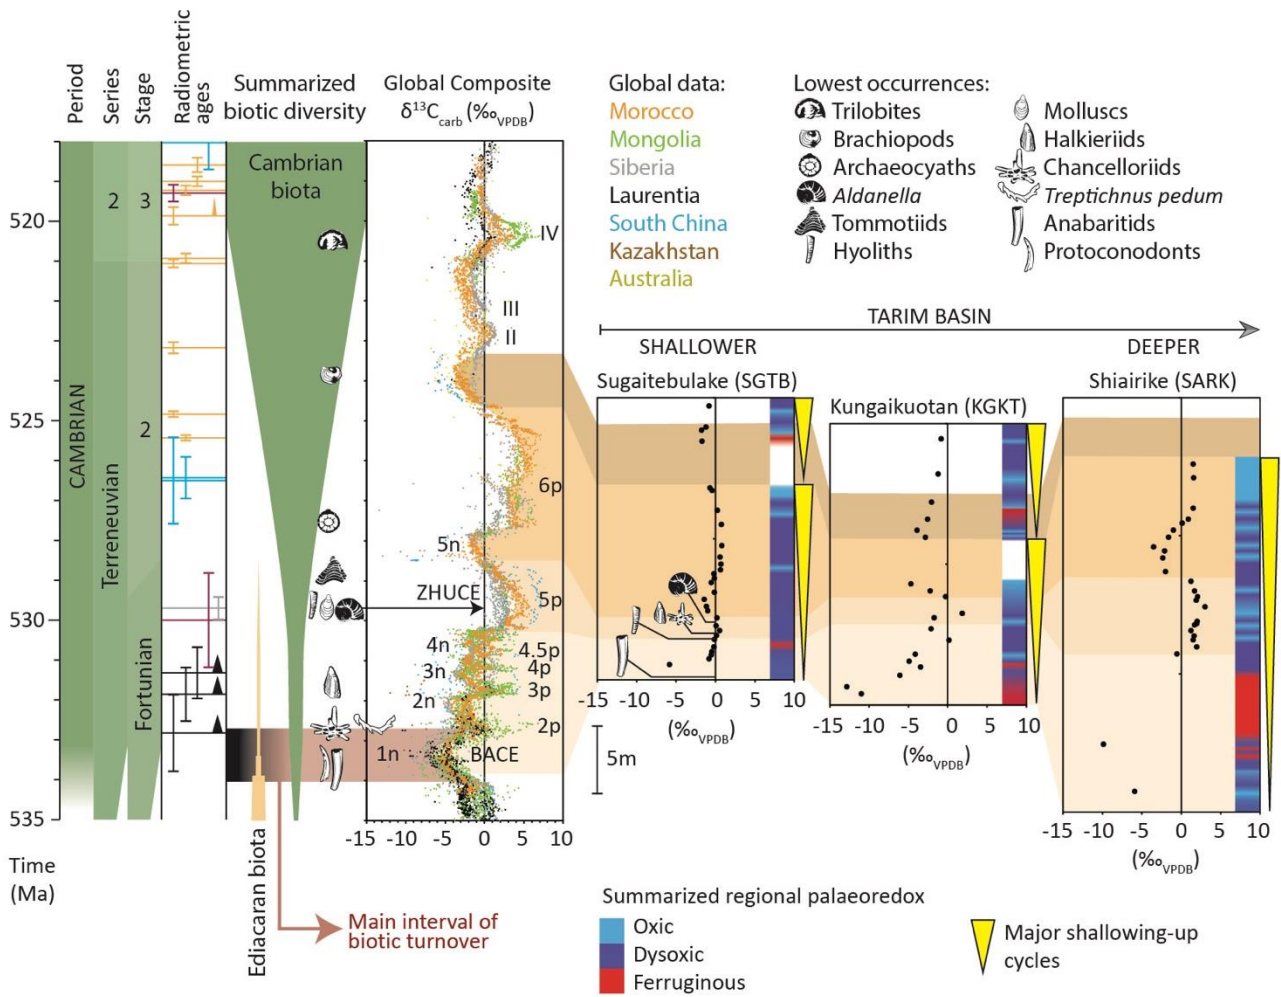 Period
Series
Stage
Radiometric
ages
Summarized
biotic diversity
Global Composite
δ13Ccarb (‰VPDB)
Global data:
Morocco
Mongolia
Siberia
Laurentia
South China
Kazakhstan
Australia
Lowest occurrences:
Trilobites
Brachiopods
Archaeocyaths
Aldanella
Tommotiids
Hyoliths
Molluscs
Halkieriids
Chancelloriids
Treptichnus pedum
Anabaritids
Protoconodonts
520
525
530
535
Time
(Ma)
CAMBRIAN
Terreneuvian
2
3
2
Fortunian
Cambrian
biota
Ediacaran biota
Main interval of
biotic turnover
IV
III
II
6p
5n
ZHUCE
5p
4n
4.5p
4p
3n
3p
2n
2p
1n
BACE
-15 -10 -5 0 5 10
TARIM BASIN
SHALLOWER
DEEPER
Sugaitebulake (SGTB)
-15 -10 -5 0 5 10
(‰VPDB)
5m
Kungaikuotan (KGKT)
-15 -10 -5 0 5 10
(‰VPDB)
Shiairike (SARK)
-15 -10 -5 0 5 10
(‰VPDB)
Summarized regional palaeoredox
Oxic
Dysoxic
Ferruginous
Major shallowing-up
cycles